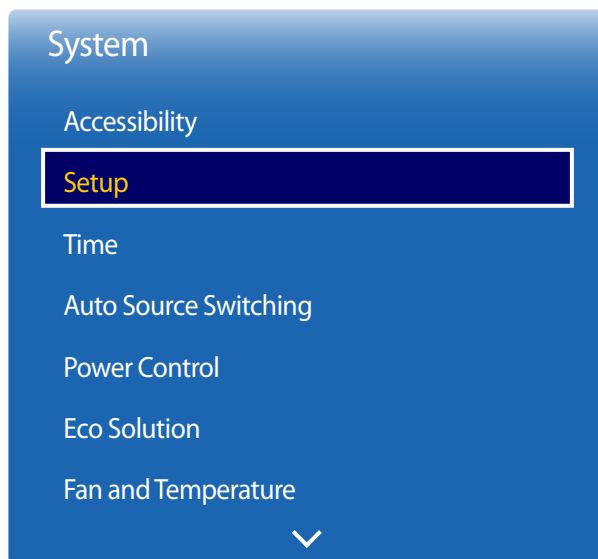 System
Accessibility
Setup
Time
Auto Source Switching
Power Control
Eco Solution
Fan and Temperature